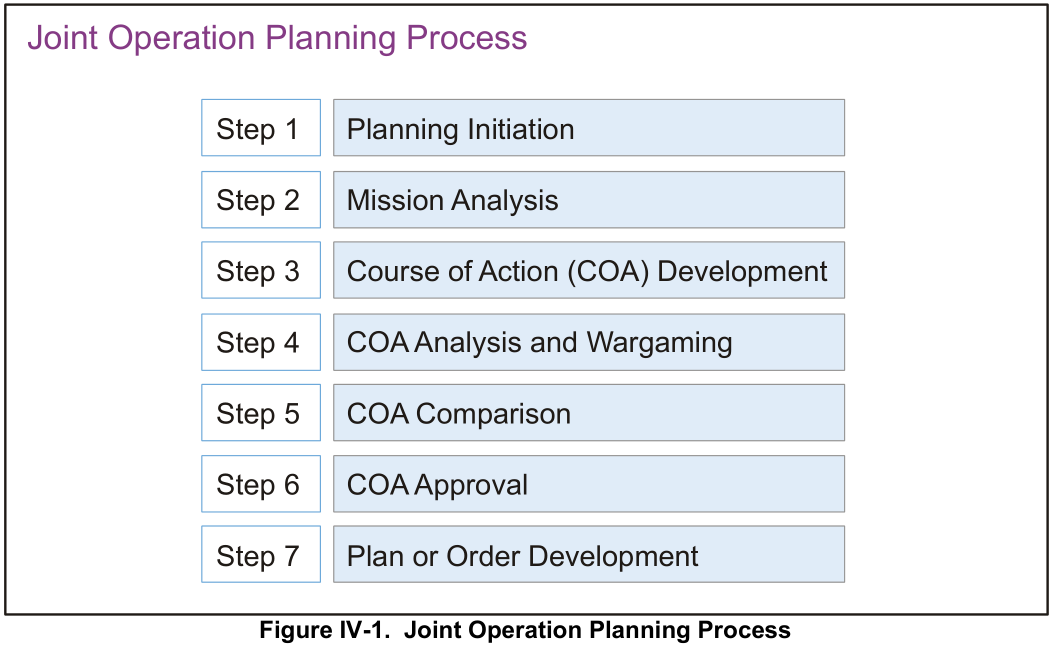 Joint Operation Planning Process
Step 1 Planning Initiation
Step 2 Mission Analysis
Step 3 Course of Action (COA) Development
Step 4 COA Analysis and Wargaming
Step 5 COA Comparison
Step 6 COA Approval
Step 7 Plan or Order Development
Figure IV-1. Joint Operation Planning Process